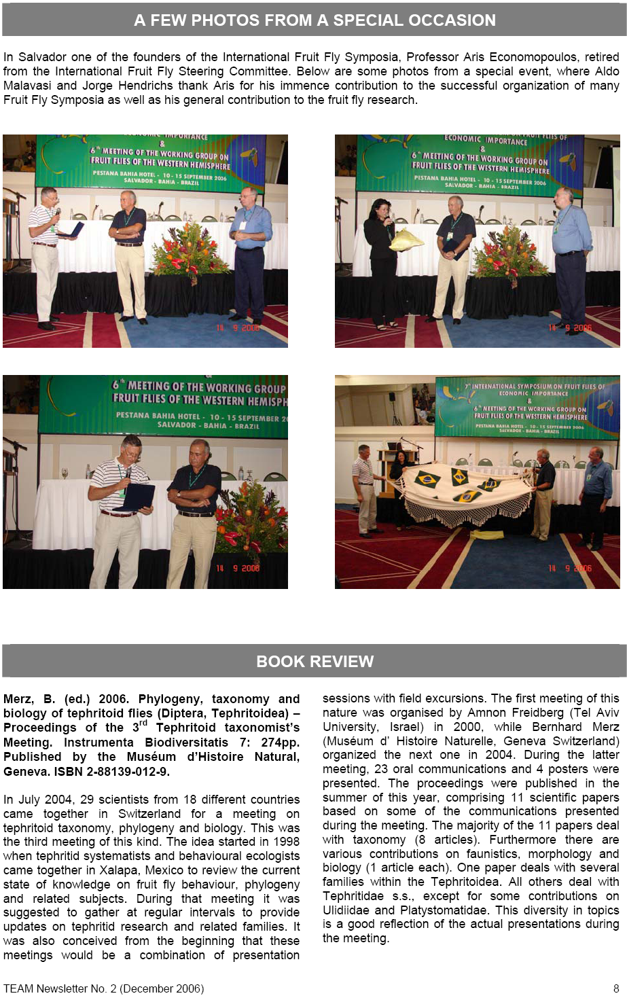 A FEW PHOTOS FROM A SPECIAL OCCASION
In Salvador one of the founders of the International Fruit Fly Symposia, Professor Aris Economopoulos, retired
from the International Fruit Fly Steering Committee. Below are some photos from a special event, where Aldo
Malavasi and Jorge Hendrichs thank Aris for his immence contribution to the successful organization of many
Fruit Fly Symposia as well as his general contribution to the fruit fly research.
IMPORTANCE
&
6th MEETING OF THE WORKING GROUP ON
FRUIT FLIES OF THE WESTERN HEMISPHERE
PESTANA BAHIA HOTEL - 10 - 15 SEPTEMBER 2006
SALVADOR - BAHIA - BRAZIL
14 9 2006
FRUIT FLIES OF
ECONOMIC IMPORTANCE
&
6th MEETING OF THE WORKING GROUP ON
FRUIT FLIES OF THE WESTERN HEMISPHERE
PESTANA BAHIA HOTEL - 10 - 15 SEPTEMBER 2006
SALVADOR - BAHIA - BRAZIL
14 9 2006
&
6th MEETING OF THE WORKING GROUP
FRUIT FLIES OF THE WESTERN HEMISPH
PESTANA BAHIA HOTEL - 10 - 15 SEPTEMBER 2
SALVADOR - BAHIA - BRAZIL
14 9 2006
7th INTERNATIONAL SYMPOSIUM ON FRUIT FLIES OF
ECONOMIC IMPORTANCE
&
6th MEETING OF THE WORKING GROUP ON
FRUIT FLIES OF THE WESTERN HEMISPHERE
PESTANA BAHIA HOTEL - 10 - 15 SEPTEMBER 2006
SALVADOR - BAHIA - BRAZIL
14 9 2006
BOOK REVIEW
Merz, B. (ed.) 2006. Phylogeny, taxonomy and
biology of tephritoid flies (Diptera, Tephritoidea) –
Proceedings of the 3rd Tephritoid taxonomist's
Meeting. Instrumenta Biodiversitatis 7: 274pp.
Published by the Muséum d'Histoire Natural,
Geneva. ISBN 2-88139-012-9.
In July 2004, 29 scientists from 18 different countries
came together in Switzerland for a meeting on
tephritoid taxonomy, phylogeny and biology. This was
the third meeting of this kind. The idea started in 1998
when tephritid systematists and behavioural ecologists
came together in Xalapa, Mexico to review the current
state of knowledge on fruit fly behaviour, phylogeny
and related subjects. During that meeting it was
suggested to gather at regular intervals to provide
updates on tephritid research and related families. It
was also conceived from the beginning that these
meetings would be a combination of presentation
sessions with field excursions. The first meeting of this
nature was organised by Amnon Freidberg (Tel Aviv
University, Israel) in 2000, while Bernhard Merz
(Muséum d' Histoire Naturelle, Geneva Switzerland)
organized the next one in 2004. During the latter
meeting, 23 oral communications and 4 posters were
presented. The proceedings were published in the
summer of this year, comprising 11 scientific papers
based on some of the communications presented
during the meeting. The majority of the 11 papers deal
with taxonomy (8 articles). Furthermore there are
various contributions on faunistics, morphology and
biology (1 article each). One paper deals with several
families within the Tephritoidea. All others deal with
Tephritidae s.s., except for some contributions on
Ulidiidae and Platystomatidae. This diversity in topics
is a good reflection of the actual presentations during
the meeting.
TEAM Newsletter No. 2 (December 2006)
8